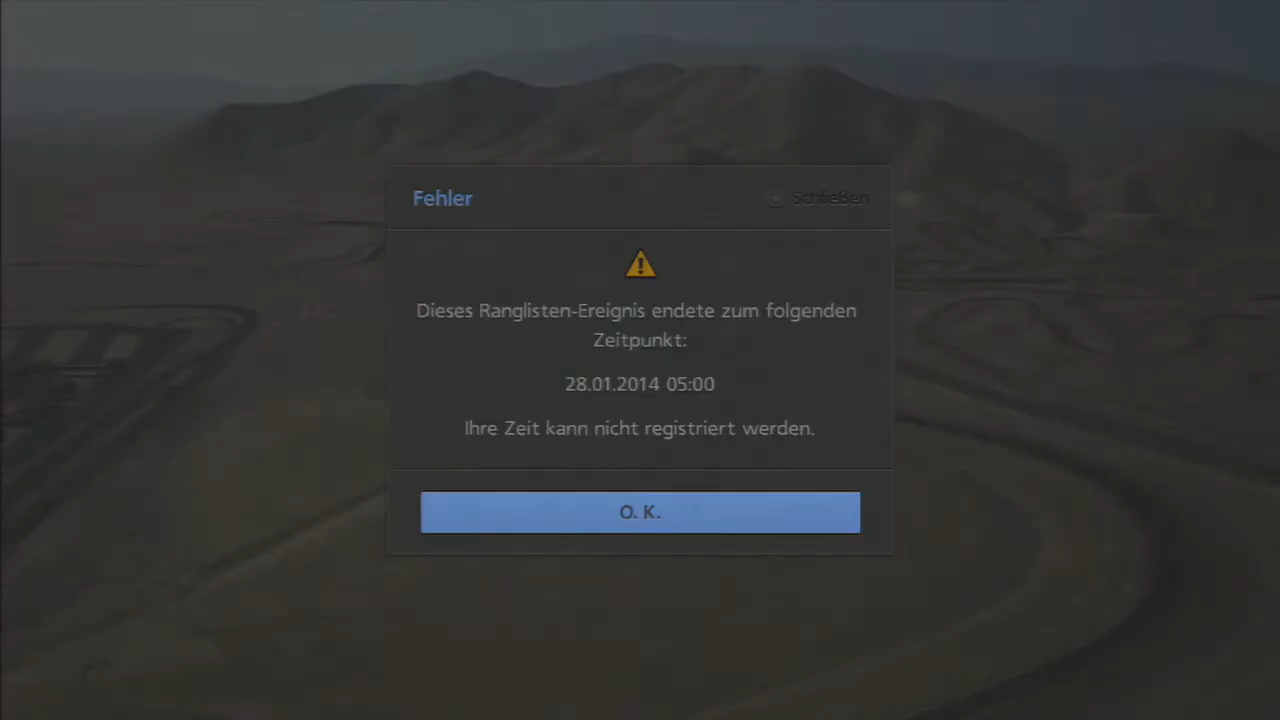 Fehler
Schließen
Dieses Ranglisten-Ereignis endete zum folgenden
Zeitpunkt:
28.01.2014 05:00
Ihre Zeit kann nicht registriert werden.
O. K.